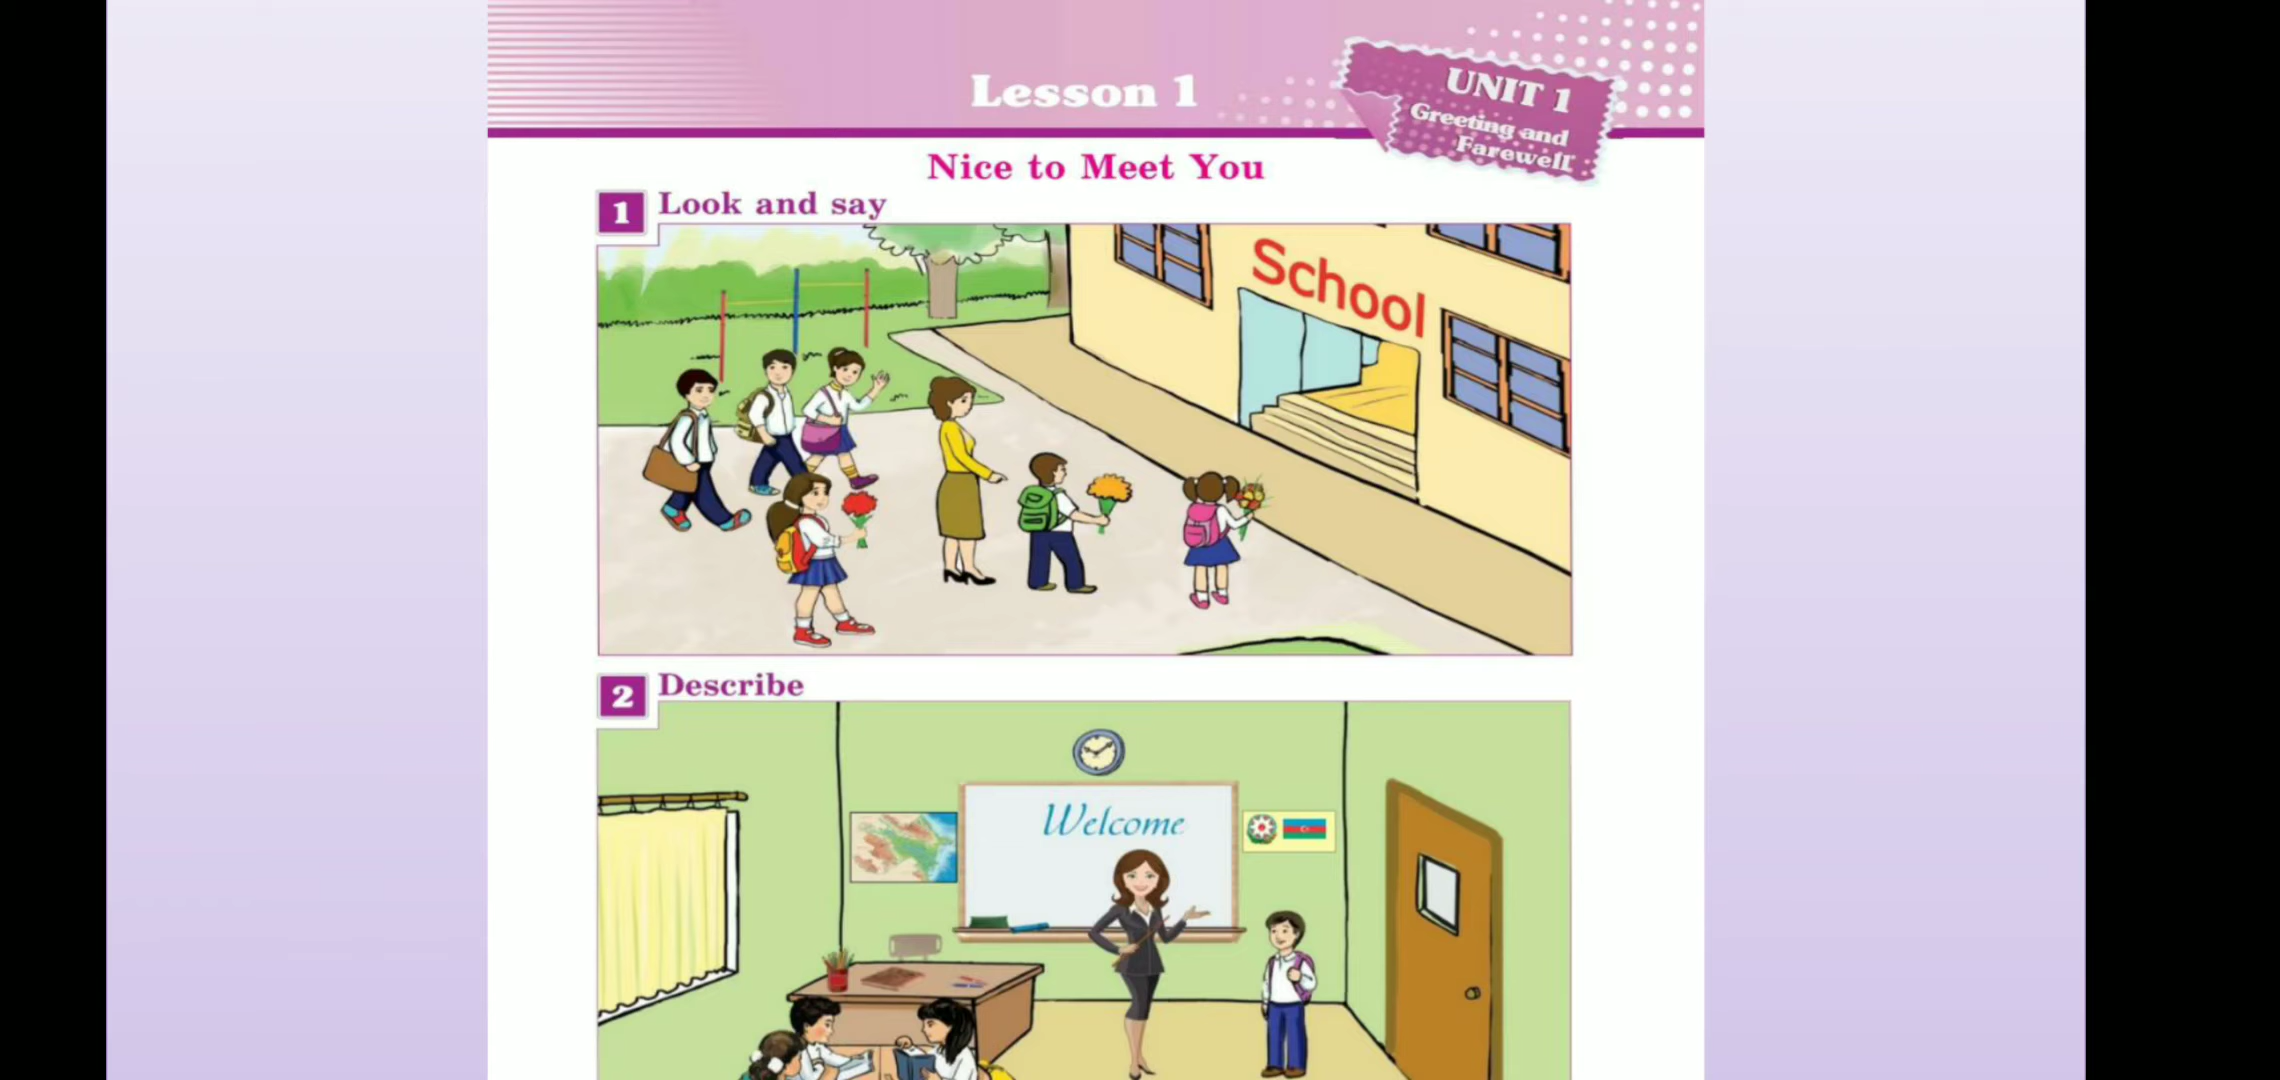 Lesson 1
UNIT 1
Greeting and
Farewell
Nice to Meet You
1 Look and say
School
2 Describe
Welcome